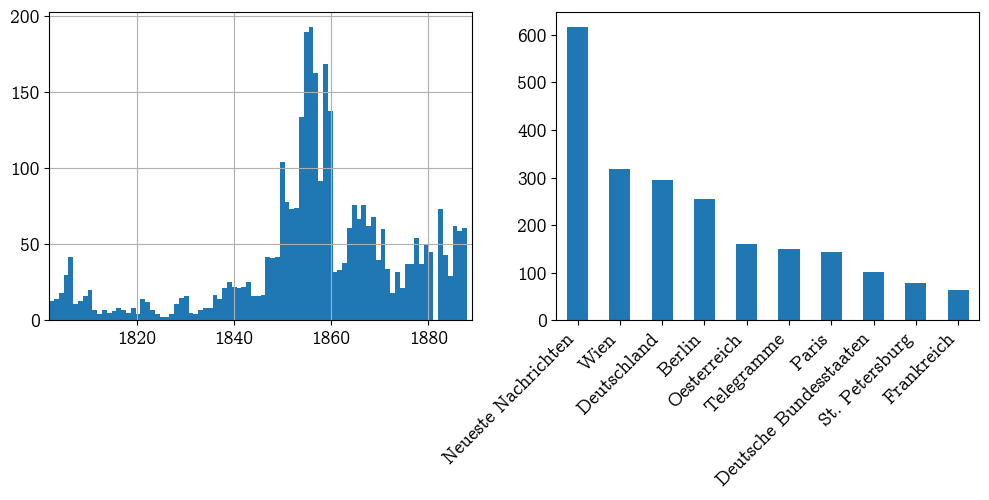 200
150
100
50
0
1820
1840
1860
1880
600
500
400
300
200
100
0
Neueste Nachrichten
Wien
Deutschland
Berlin
Oesterreich
Telegramme
Paris
Deutsche Bundesstaaten
St. Petersburg
Frankreich